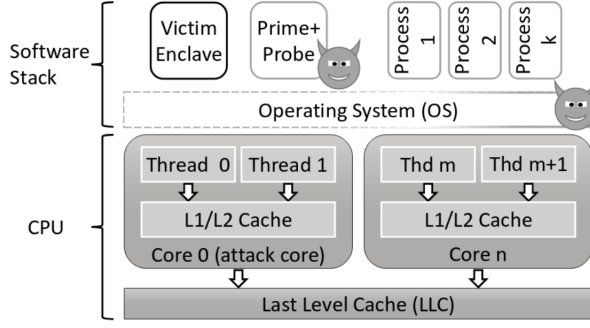 Software
Stack
Victim
Enclave
Prime+
Probe
Process
1
Process
2
Process
k
Operating System (OS)
CPU
Thread 0
Thread 1
Thd m
Thd m+1
L1/L2 Cache
L1/L2 Cache
Core 0 (attack core)
Core n
Last Level Cache (LLC)